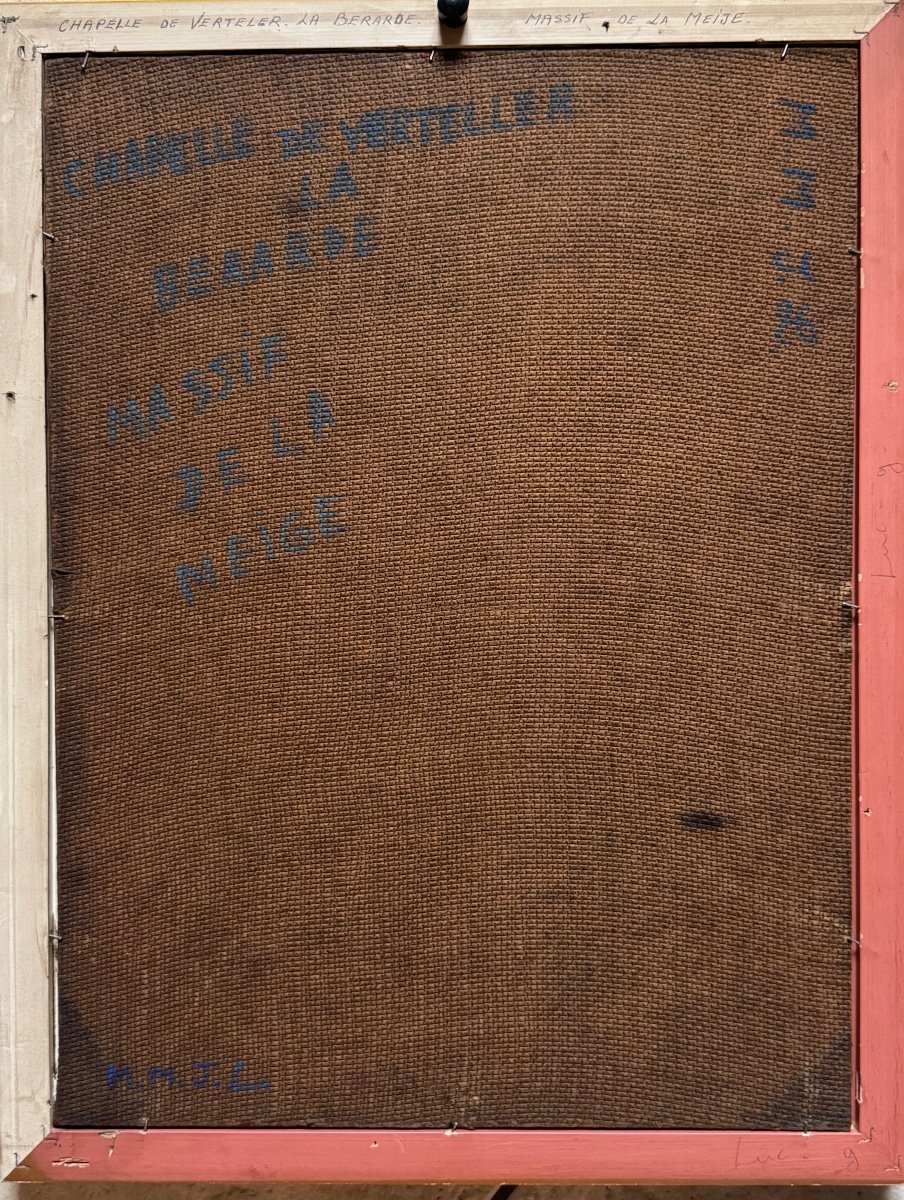 CHAPELLE DE VERTELER. LA BERARDE. MASSIF DE LA MEIJE.
CHAPELLE DE VERTELLER
LA
BERARDE
MASSIF
DE LA
MEIGE
M.M.J.L.